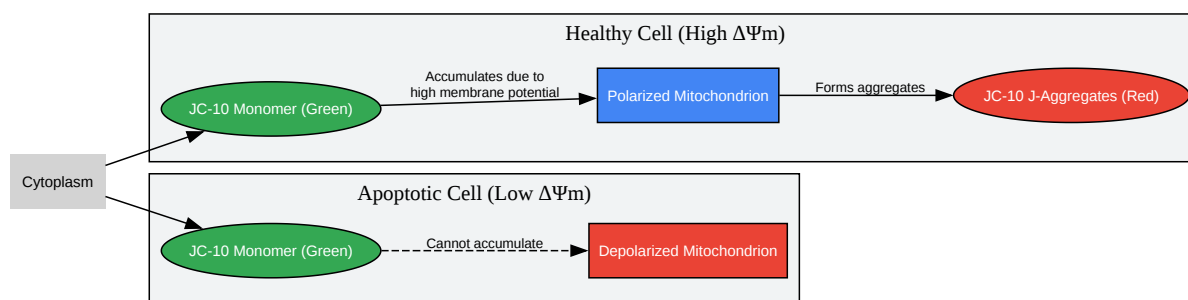 Healthy Cell (High ΔΨm)
Accumulates due to
high membrane potential
Forms aggregates
JC-10 Monomer (Green)
Polarized Mitochondrion
JC-10 J-Aggregates (Red)
Cytoplasm
Apoptotic Cell (Low ΔΨm)
JC-10 Monomer (Green)
Cannot accumulate
Depolarized Mitochondrion